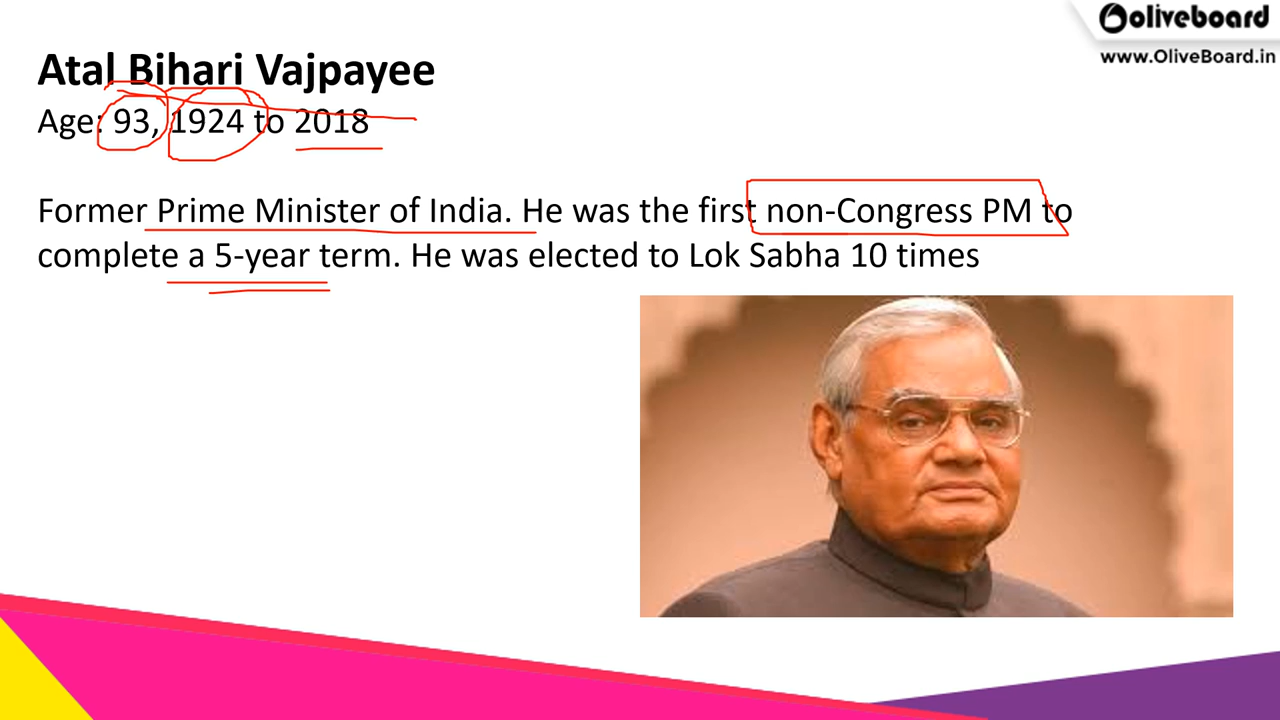 oliveboard
www.OliveBoard.in
Atal Bihari Vajpayee
Age: 93, 1924 to 2018
Former Prime Minister of India. He was the first non-Congress PM to
complete a 5-year term. He was elected to Lok Sabha 10 times